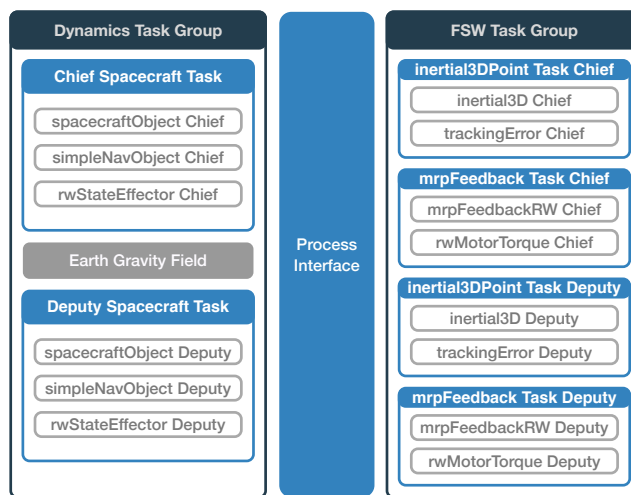 Dynamics Task Group
Chief Spacecraft Task
spacecraftObject Chief
simpleNavObject Chief
rwStateEffector Chief
Earth Gravity Field
Deputy Spacecraft Task
spacecraftObject Deputy
simpleNavObject Deputy
rwStateEffector Deputy
Process
Interface
FSW Task Group
inertial3DPoint Task Chief
inertial3D Chief
trackingError Chief
mrpFeedback Task Chief
mrpFeedbackRW Chief
rwMotorTorque Chief
inertial3DPoint Task Deputy
inertial3D Deputy
trackingError Deputy
mrpFeedback Task Deputy
mrpFeedbackRW Deputy
rwMotorTorque Deputy